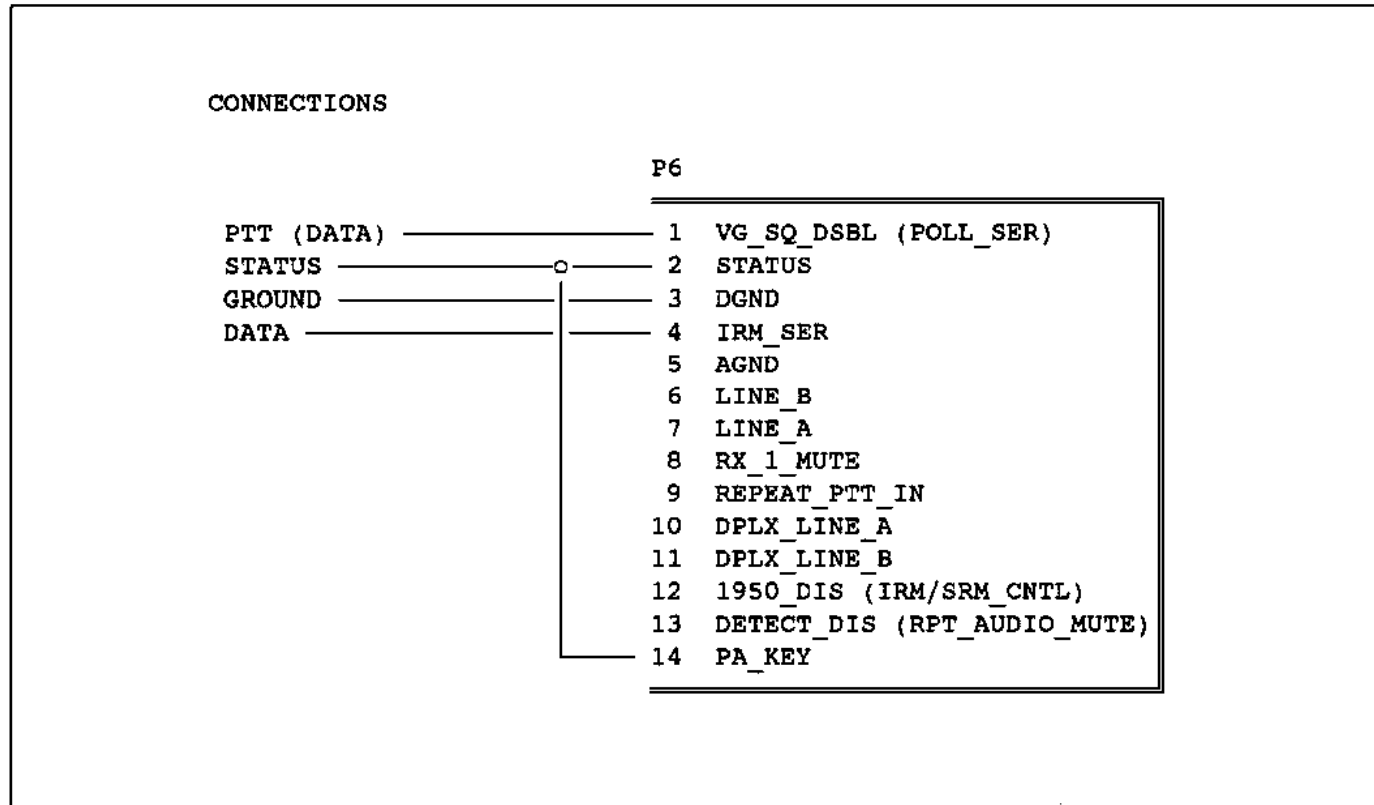 CONNECTIONS
P6
PTT (DATA) 1 VG_SQ_DSBL (POLL_SER)
STATUS 2 STATUS
GROUND 3 DGND
DATA 4 IRM_SER
5 AGND
6 LINE_B
7 LINE_A
8 RX_1_MUTE
9 REPEAT_PTT_IN
10 DPLX_LINE_A
11 DPLX_LINE_B
12 1950_DIS (IRM/SRM_CNTL)
13 DETECT_DIS (RPT_AUDIO_MUTE)
14 PA_KEY